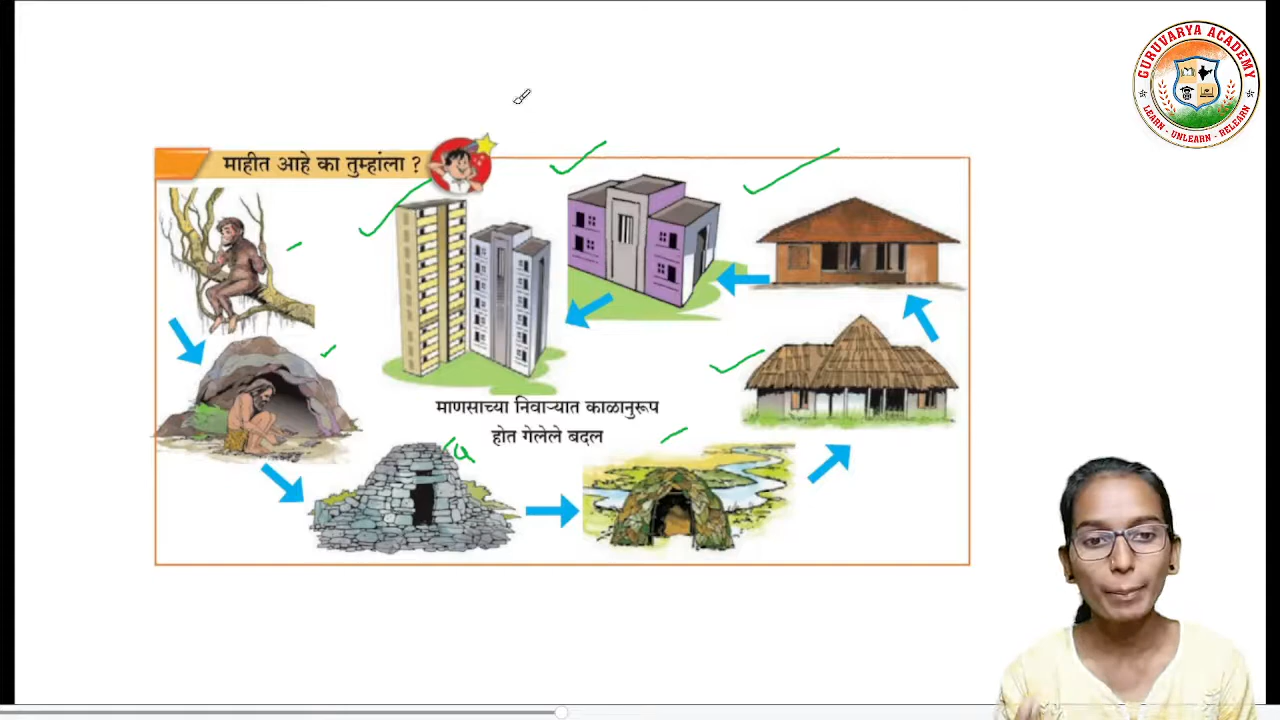 GURUVARYA ACADEMY
LEARN - UNLEARN - RELEARN
माहीत आहे का तुम्हांला ?
माणसाच्या निवाऱ्यात काळानुरूप
होत गेलेले बदल